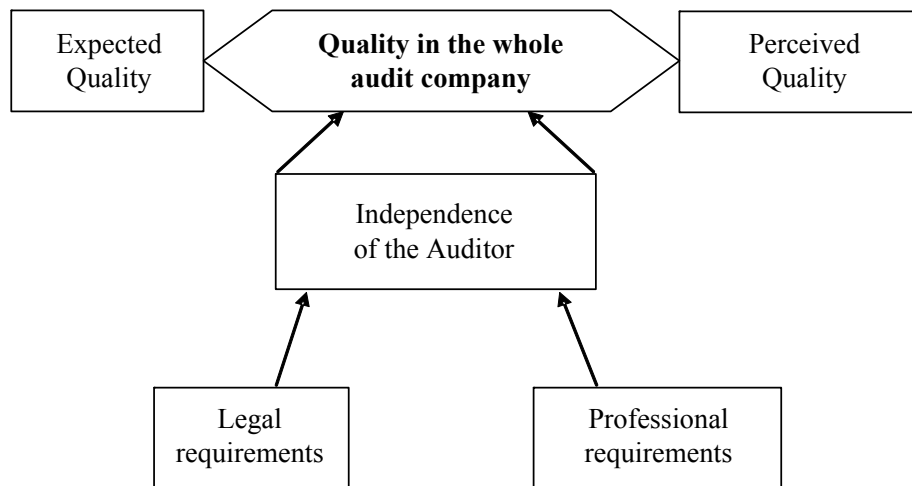 Expected
Quality
Quality in the whole
audit company
Perceived
Quality
Independence
of the Auditor
Legal
requirements
Professional
requirements